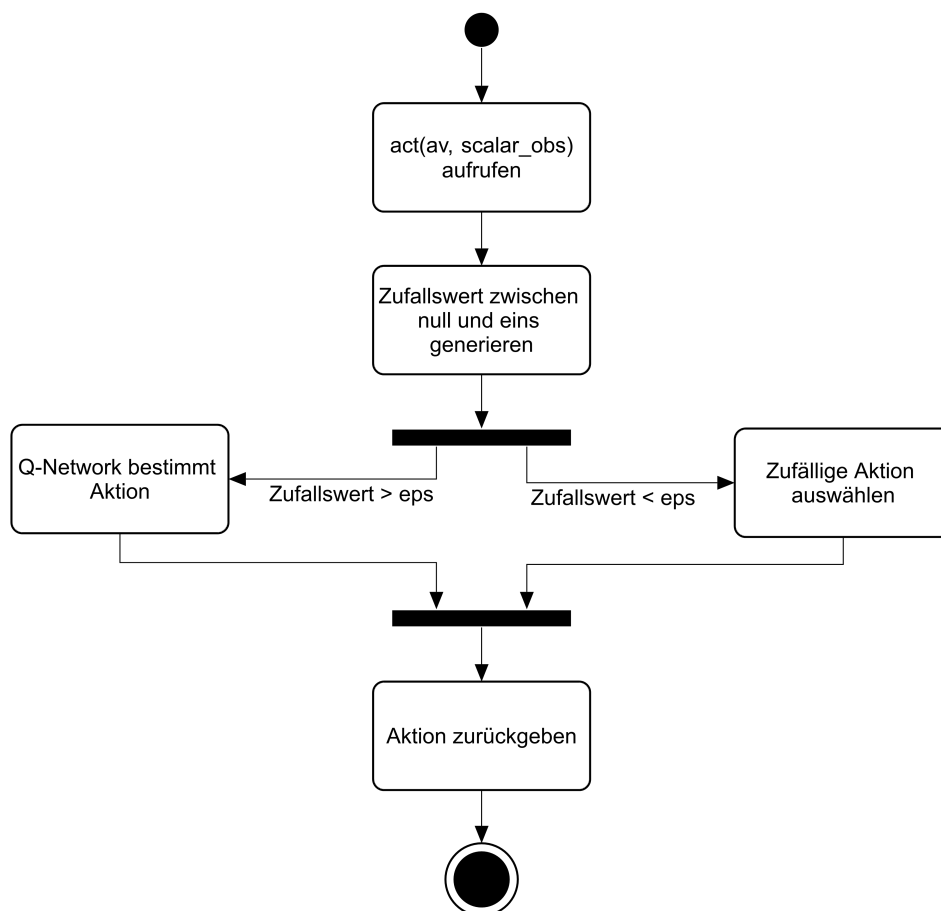 act(av, scalar_obs)
aufrufen
Zufallswert zwischen
null und eins
generieren
Q-Network bestimmt
Aktion
Zufallswert > eps
Zufallswert < eps
Zufällige Aktion
auswählen
Aktion zurückgeben